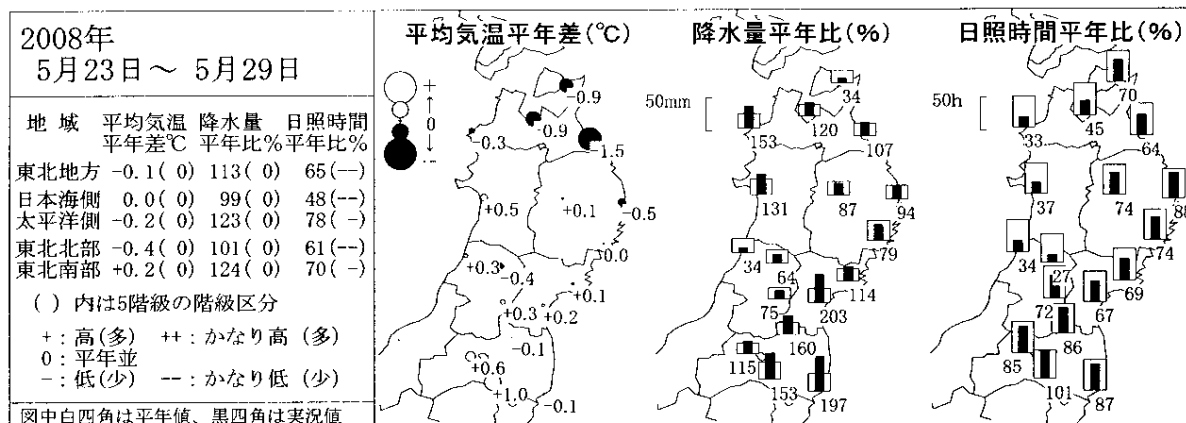 2008年
5月23日～ 5月29日
地 域 平均気温 降水量 日照時間
平年差℃ 平年比% 平年比%
東北地方 -0.1( 0) 113( 0) 65(--)
日本海側 0.0( 0) 99( 0) 48(--)
太平洋側 -0.2( 0) 123( 0) 78( -)
東北北部 -0.4( 0) 101( 0) 61(--)
東北南部 +0.2( 0) 124( 0) 70( -)
( ) 内は5階級の階級区分
+：高(多) ++：かなり高 (多)
0：平年並
-：低(少) --：かなり低 (少)
図中白四角は平年値、黒四角は実況値
平均気温平年差(℃)
+
↑
0
↓
--
-0.9
-0.9
-0.3
-1.5
+0.5
+0.1
-0.5
0.0
+0.3
-0.4
+0.1
+0.3
+0.2
-0.1
+0.6
+1.0
-0.1
降水量平年比(%)
50mm
34
120
153
107
131
87
94
79
34
64
114
75
203
160
115
153
197
日照時間平年比(%)
50h
70
45
33
64
37
74
88
74
34
27
69
72
67
86
85
101
87